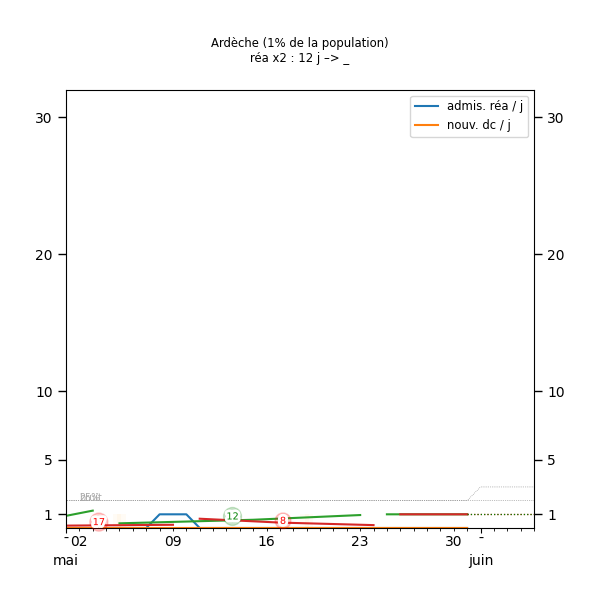 Ardèche (1% de la population)
réa x2 : 12 j –> _
admis. réa / j
nouv. dc / j
30 30
20 20
10 10
5 5
1 1
17 12 8
02 09 16 23 30
mai juin